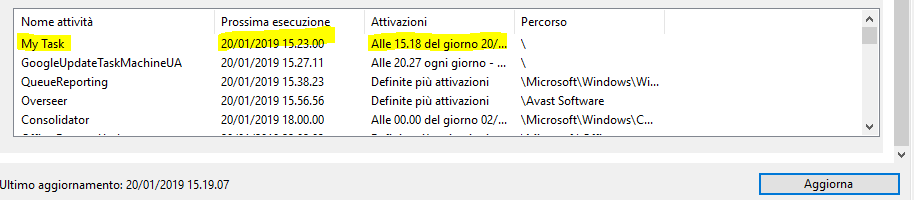 Nome attività Prossima esecuzione Attivazioni Percorso
My Task 20/01/2019 15.23.00 Alle 15.18 del giorno 20/... \
GoogleUpdateTaskMachineUA 20/01/2019 15.27.11 Alle 20.27 ogni giorno - ... \
QueueReporting 20/01/2019 15.38.23 Definite più attivazioni \Microsoft\Windows\Wi...
Overseer 20/01/2019 15.56.56 Definite più attivazioni \Avast Software
Consolidator 20/01/2019 18.00.00 Alle 00.00 del giorno 02/... \Microsoft\Windows\C...
Ultimo aggiornamento: 20/01/2019 15.19.07 Aggiorna